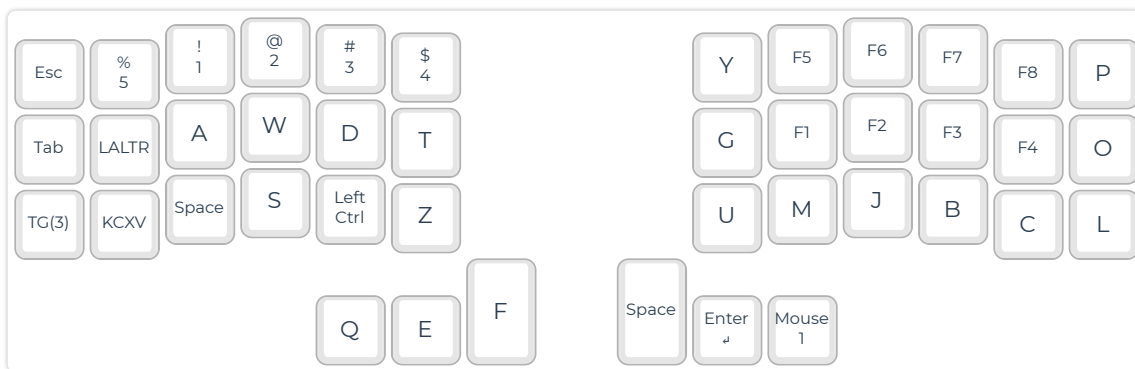 Esc
%
5
!
1
@
2
#
3
$
4
Y
F5
F6
F7
F8
P
Tab
LALTR
A
W
D
T
G
F1
F2
F3
F4
O
TG(3)
KCXV
Space
S
Left
Ctrl
Z
U
M
J
B
C
L
Q
E
F
Space
Enter
↲
Mouse
1